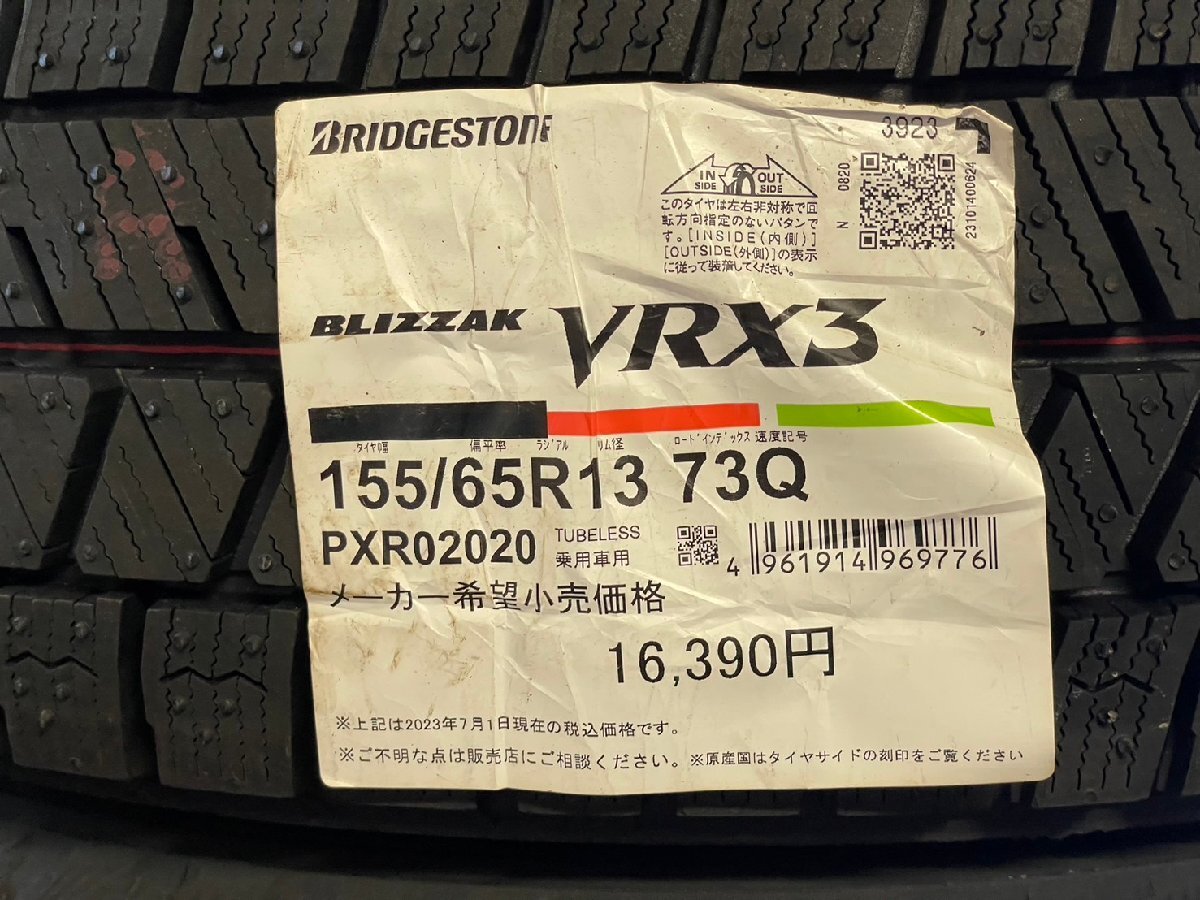 BRIDGESTONE
3923
IN SIDE OUT SIDE
N 0820
23101400624
このタイヤは左右非対称で回
転方向指定のないパタンで
す。[INSIDE(内側)]
[OUTSIDE(外側)]の表示
に従って装着してください。
BLIZZAK VRX3
タイヤ幅 偏平率 ラジアル リム径 ロードインデックス 速度記号
155/65R13 73Q
PXR02020 TUBELESS 乗用車用
4 961914 969776
メーカー希望小売価格
16,390円
※上記は2023年7月1日現在の税込価格です。
※ご不明な点は販売店にご相談ください。※原産国はタイヤサイドの刻印をご覧ください